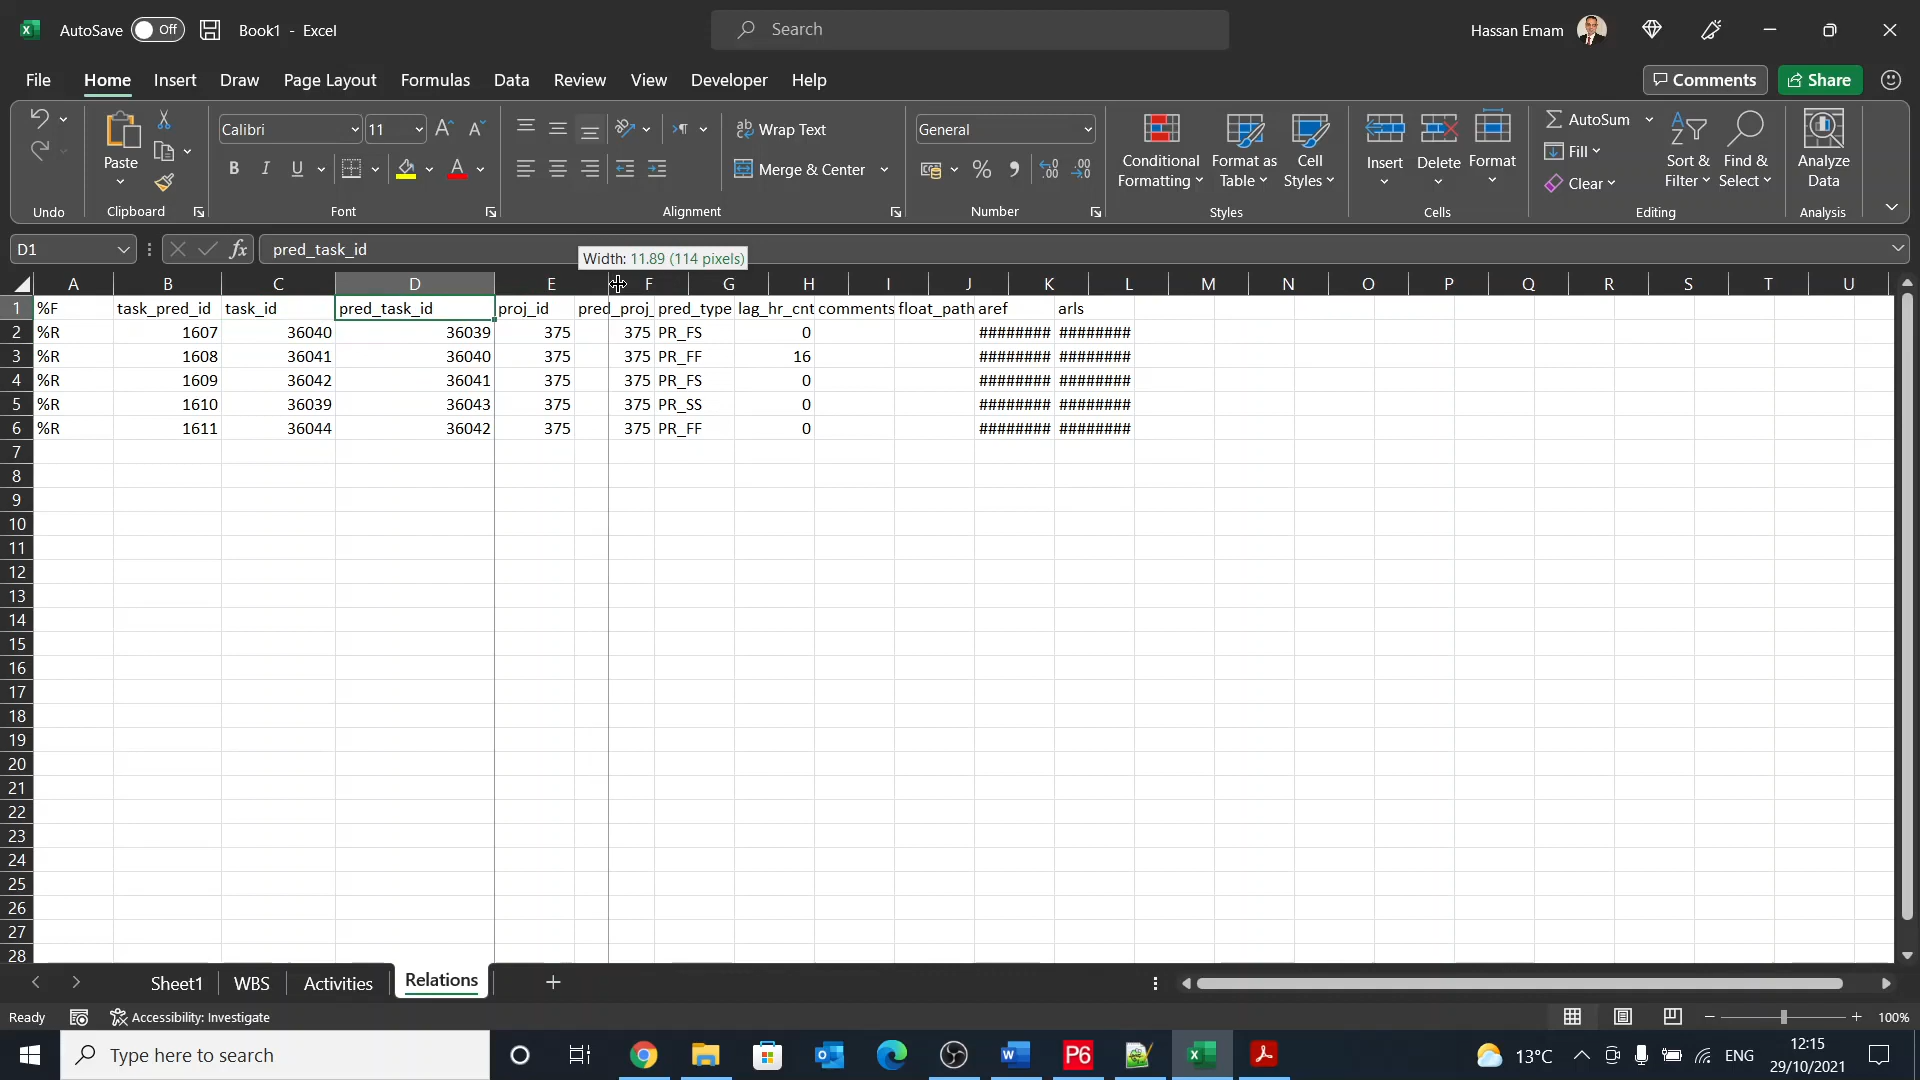 AutoSave Off Book1 - Excel Search Hassan Emam
File Home Insert Draw Page Layout Formulas Data Review View Developer Help Comments Share
Calibri 11 Wrap Text General AutoSum
Paste Merge & Center Conditional Formatting Format as Table Cell Styles Insert Delete Format Fill Sort & Filter Find & Select Analyze Data
Clear
Undo Clipboard Font Alignment Number Styles Cells Editing Analysis
D1 fx pred_task_id
Width: 11.89 (114 pixels)
A B C D E F G H I J K L M N O P Q R S T U
1 %F task_pred_id task_id pred_task_id proj_id pred_proj_ pred_type lag_hr_cnt comments float_path aref arls
2 %R 1607 36040 36039 375 375 PR_FS 0 ######## ########
3 %R 1608 36041 36040 375 375 PR_FF 16 ######## ########
4 %R 1609 36042 36041 375 375 PR_FS 0 ######## ########
5 %R 1610 36039 36043 375 375 PR_SS 0 ######## ########
6 %R 1611 36044 36042 375 375 PR_FF 0 ######## ########
7
8
9
10
11
12
13
14
15
16
17
18
19
20
21
22
23
24
25
26
27
28
Sheet1 WBS Activities Relations
Ready Accessibility: Investigate 100%
Type here to search P6 13°C ENG 12:15
29/10/2021